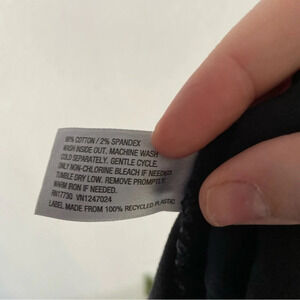 98% COTTON / 2% SPANDEX
WASH INSIDE OUT. MACHINE WASH
COLD SEPARATELY. GENTLE CYCLE.
ONLY NON-CHLORINE BLEACH IF NEEDED.
TUMBLE DRY LOW. REMOVE PROMPTLY.
WARM IRON IF NEEDED.
RN17730 VN1247024
LABEL MADE FROM 100% RECYCLED PLASTIC